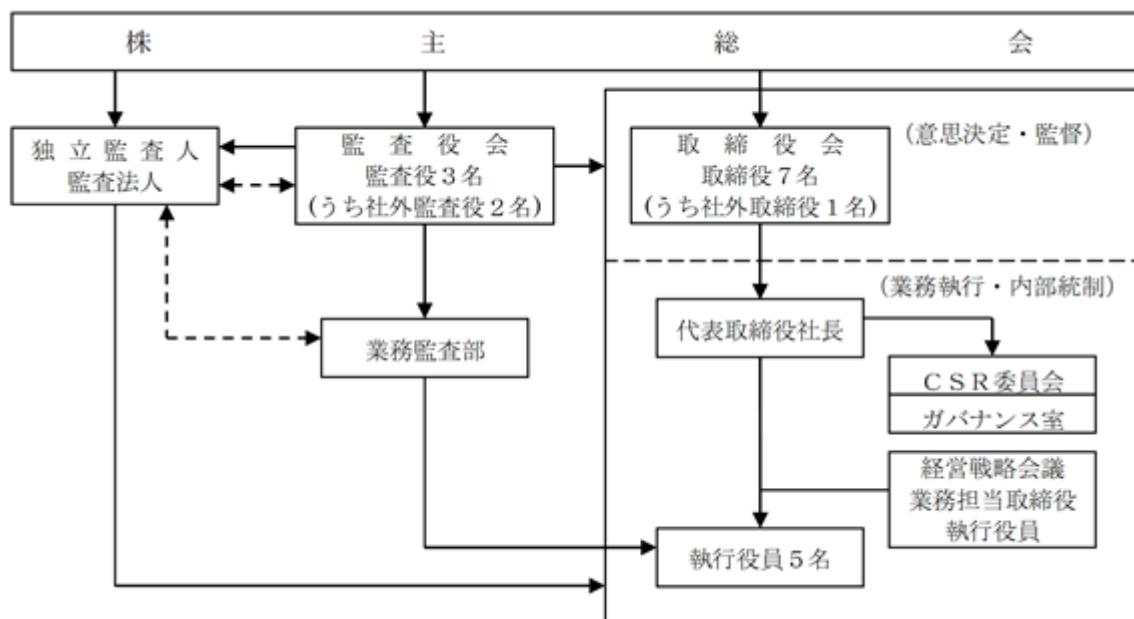 株主総会
独立監査人
監査法人
監査役会
監査役3名
(うち社外監査役2名)
取締役会
取締役7名
(うち社外取締役1名)
(意思決定・監督)
(業務執行・内部統制)
代表取締役社長
業務監査部
CSR委員会
ガバナンス室
経営戦略会議
業務担当取締役
執行役員
執行役員5名